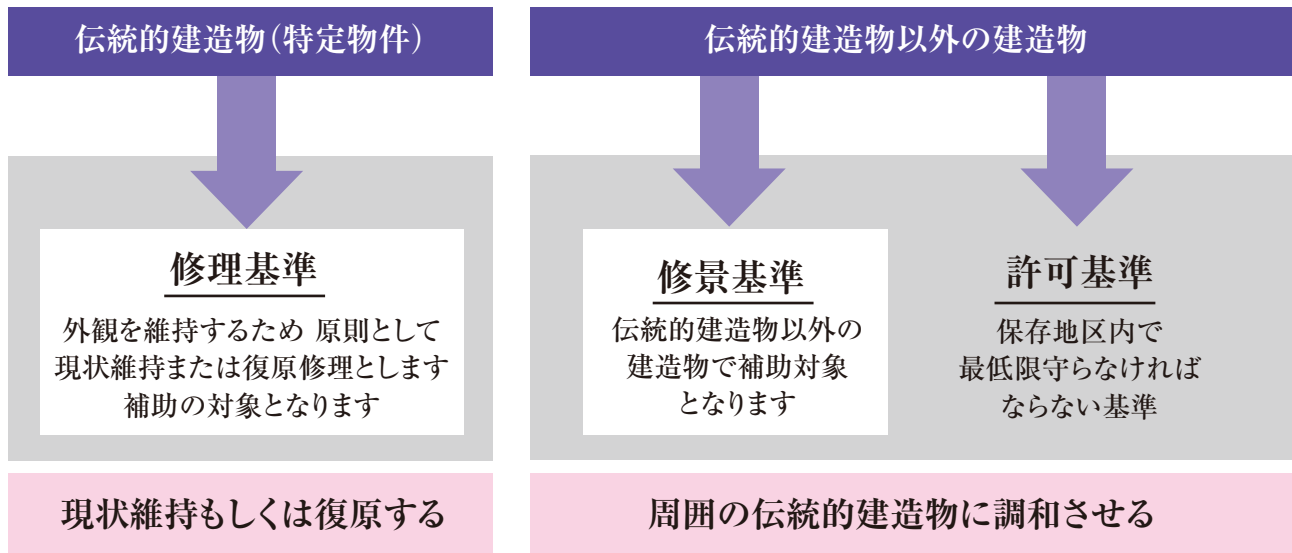 伝統的建造物(特定物件)
修理基準
外観を維持するため 原則として
現状維持または復原修理とします
補助の対象となります
現状維持もしくは復原する
伝統的建造物以外の建造物
修景基準
伝統的建造物以外の
建造物で補助対象
となります
許可基準
保存地区内で
最低限守らなければ
ならない基準
周囲の伝統的建造物に調和させる